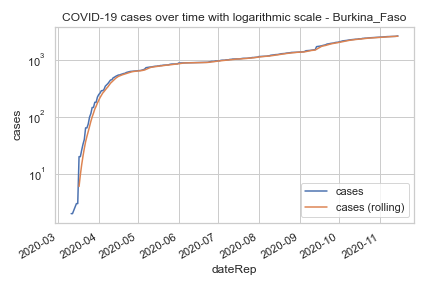 COVID-19 cases over time with logarithmic scale - Burkina_Faso
10³
10²
10¹
cases
cases
cases (rolling)
2020-03
2020-04
2020-05
2020-06
2020-07
2020-08
2020-09
2020-10
2020-11
dateRep